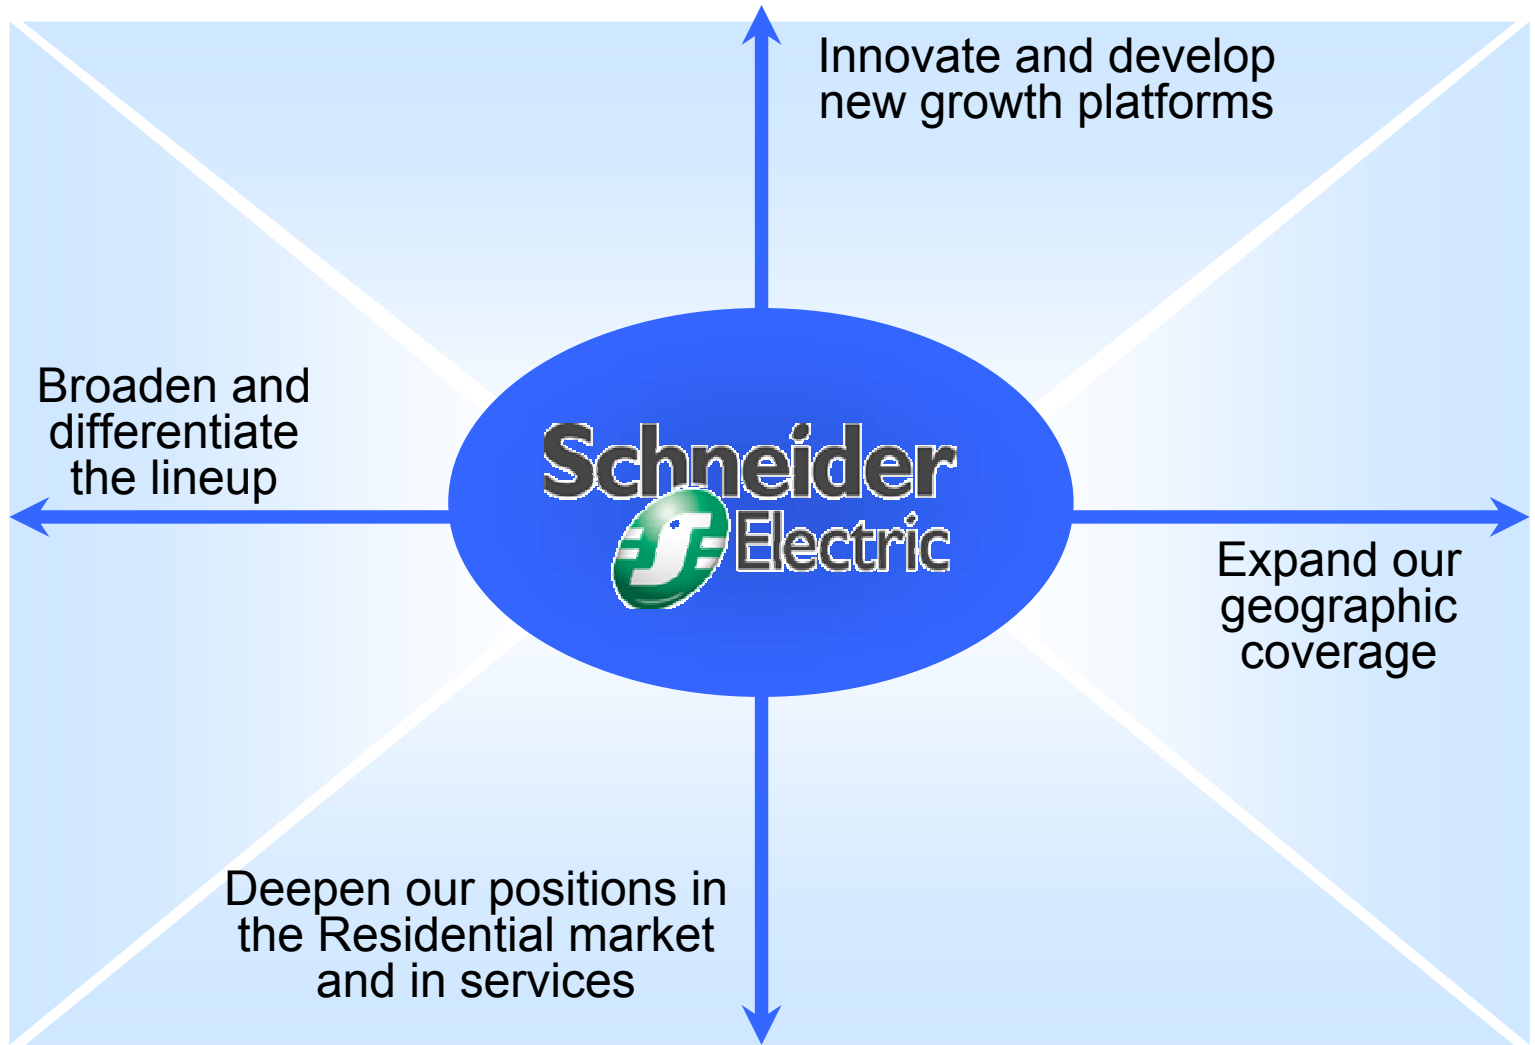 Innovate and develop
new growth platforms
Broaden and
differentiate
the lineup
Schneider
Electric
Expand our
geographic
coverage
Deepen our positions in
the Residential market
and in services